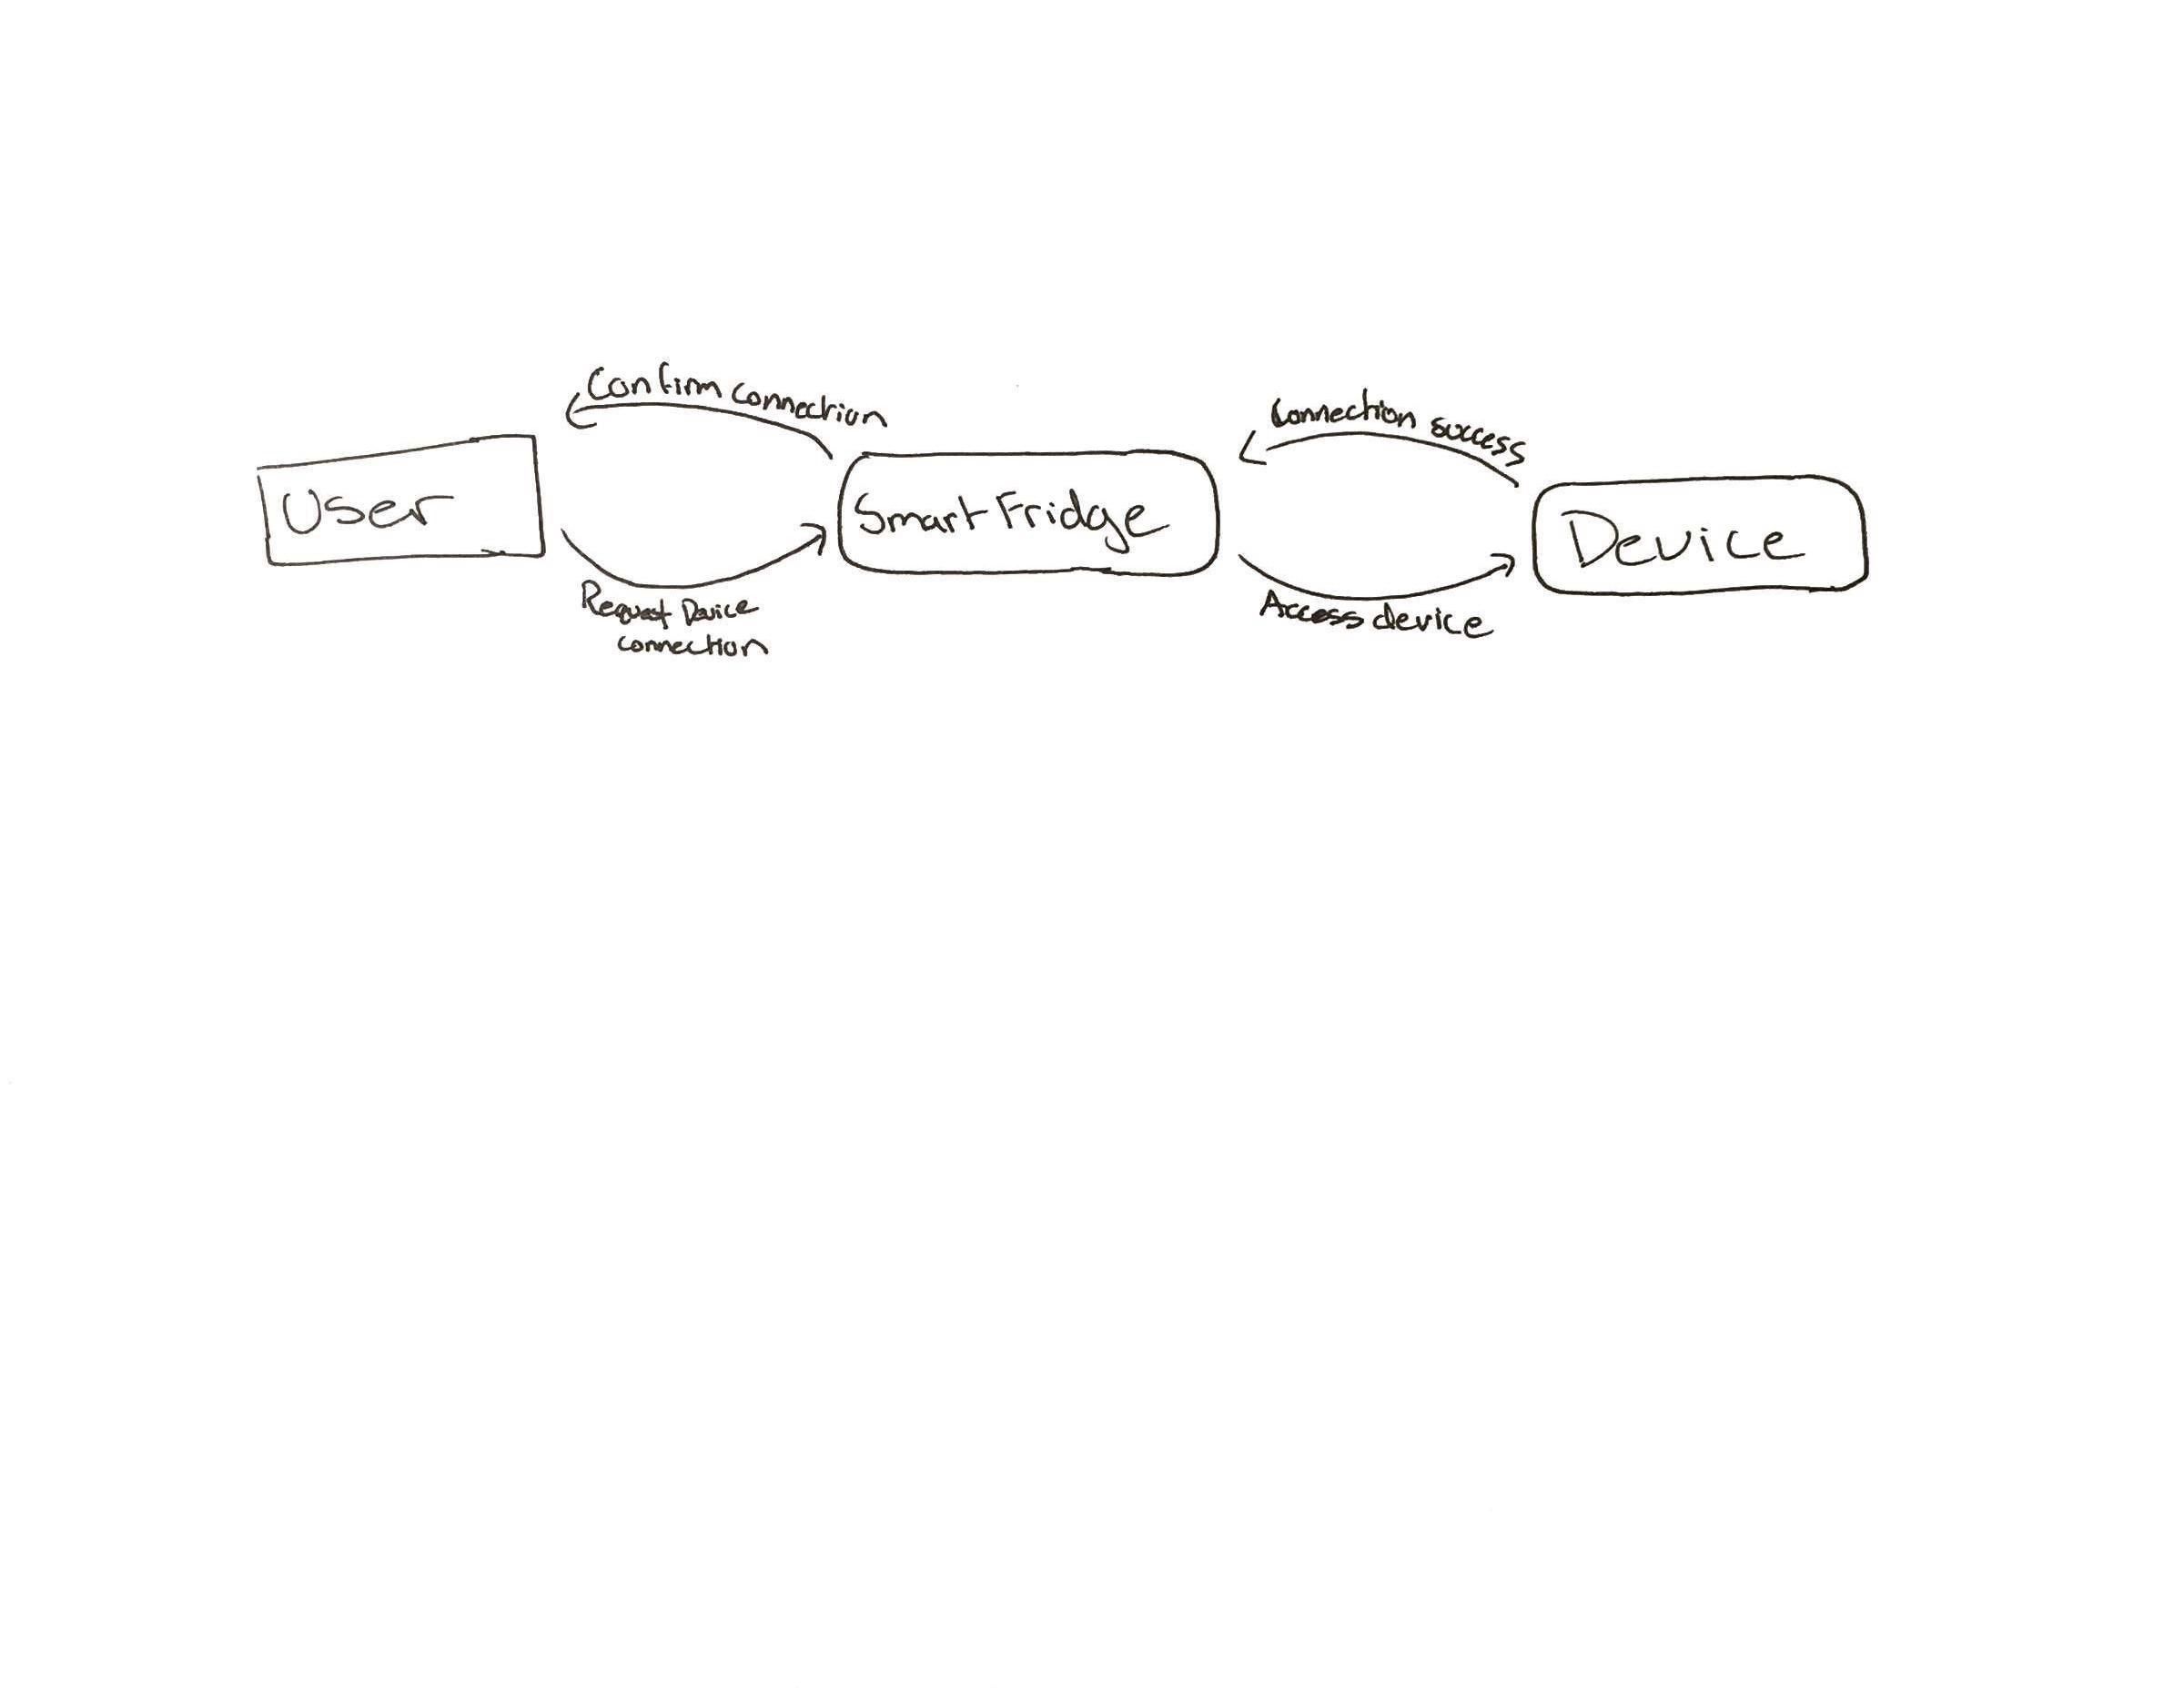 Confirm connection
Connection success
User
Smart Fridge
Device
Request Device
connection
Access device